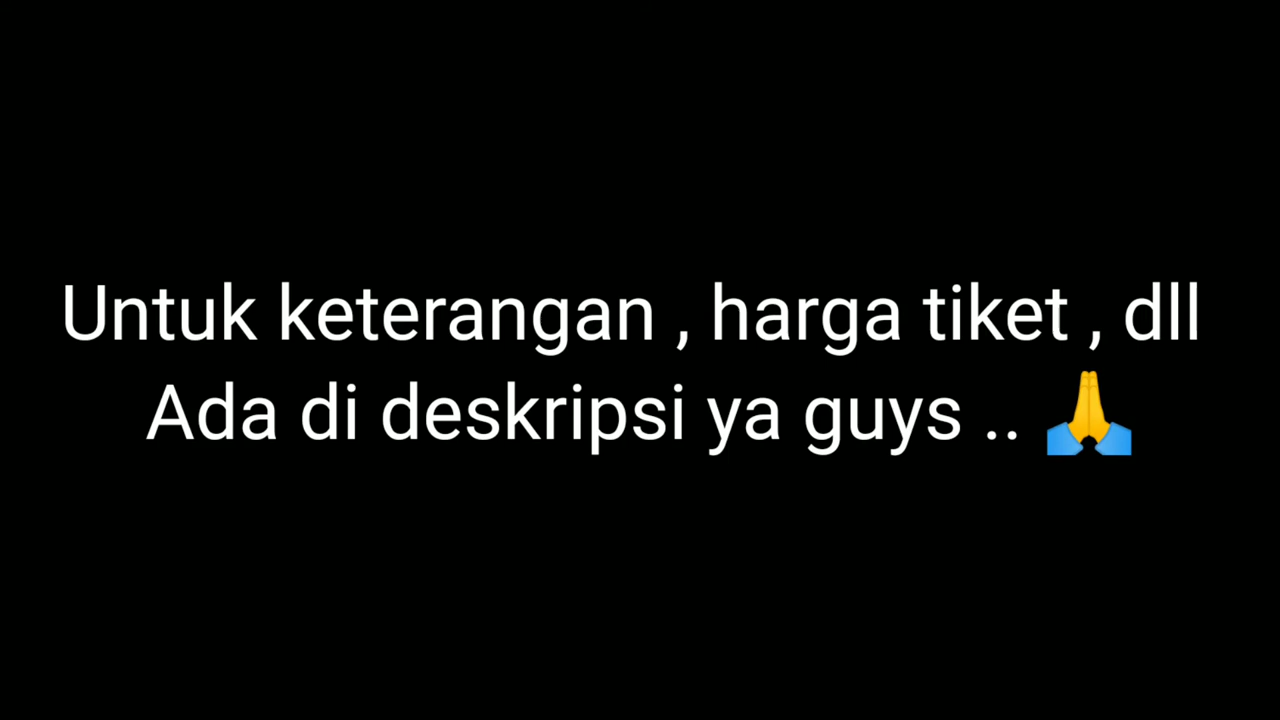 Untuk keterangan , harga tiket , dll
Ada di deskripsi ya guys .. 🙏